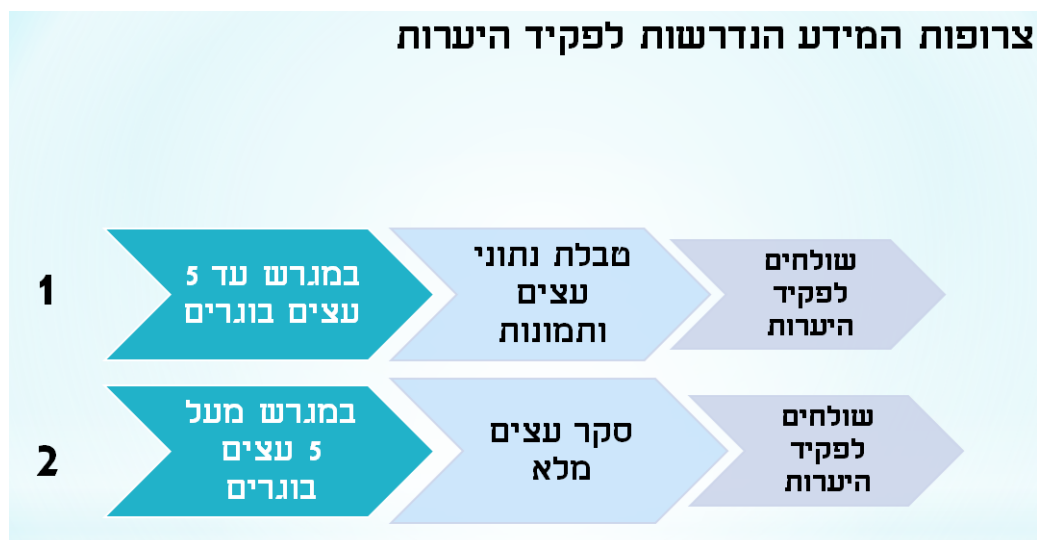 צרופות המידע הנדרשות לפקיד היערות
1
במגרש עד 5
עצים בוגרים
טבלת נתוני
עצים
ותמונות
שולחים
לפקיד
היערות
2
במגרש מעל
5 עצים
בוגרים
סקר עצים
מלא
שולחים
לפקיד
היערות